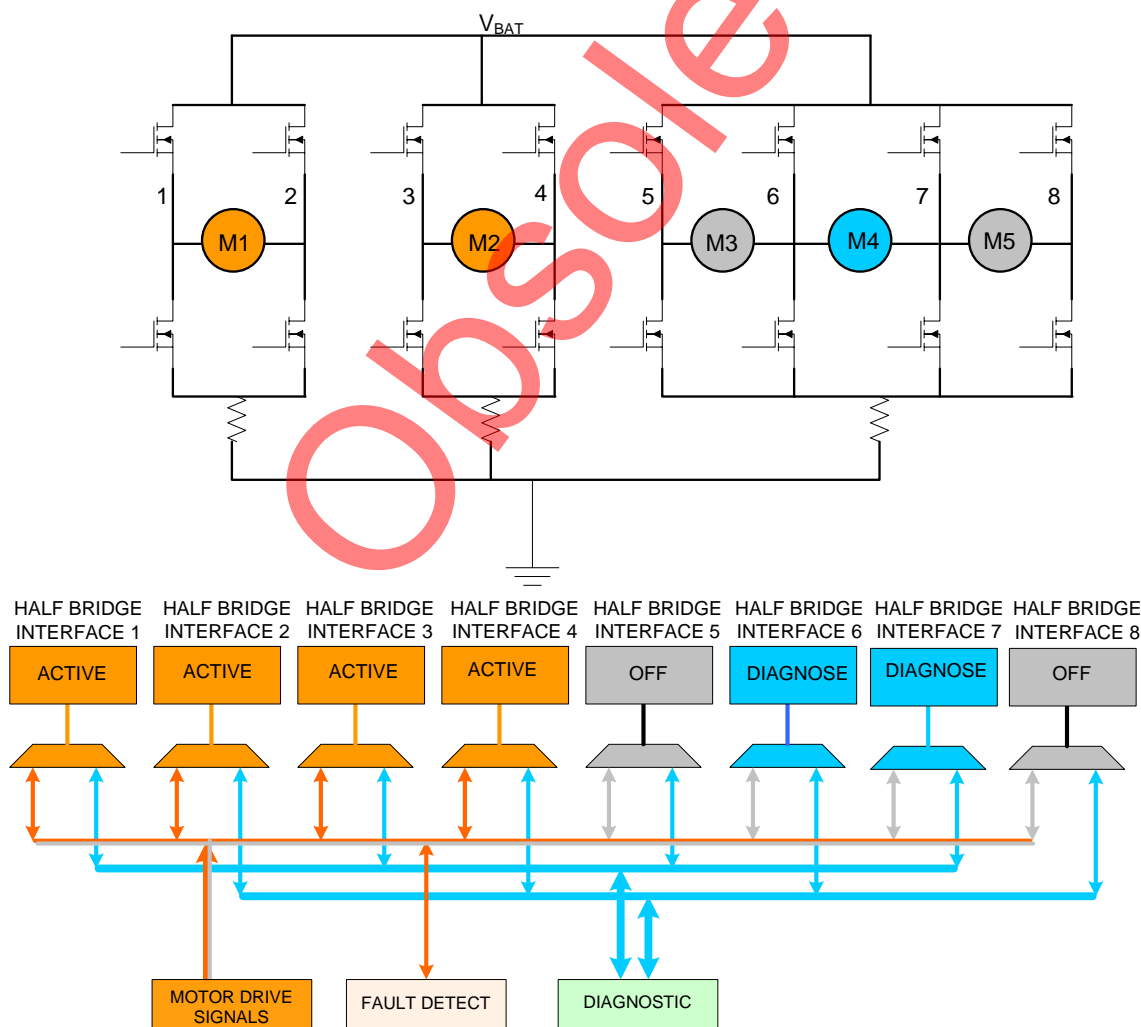 VBAT
1 2 3 4 5 6 7 8
M1 M2 M3 M4 M5
Obsole
HALF BRIDGE INTERFACE 1
HALF BRIDGE INTERFACE 2
HALF BRIDGE INTERFACE 3
HALF BRIDGE INTERFACE 4
HALF BRIDGE INTERFACE 5
HALF BRIDGE INTERFACE 6
HALF BRIDGE INTERFACE 7
HALF BRIDGE INTERFACE 8
ACTIVE ACTIVE ACTIVE ACTIVE OFF DIAGNOSE DIAGNOSE OFF
MOTOR DRIVE
SIGNALS
FAULT DETECT
DIAGNOSTIC